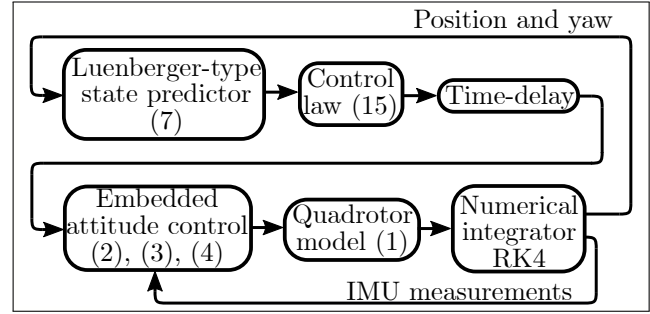 Position and yaw
Luenberger-type
state predictor
(7)
Control
law (15)
Time-delay
Embedded
attitude control
(2), (3), (4)
Quadrotor
model (1)
Numerical
integrator
RK4
IMU measurements